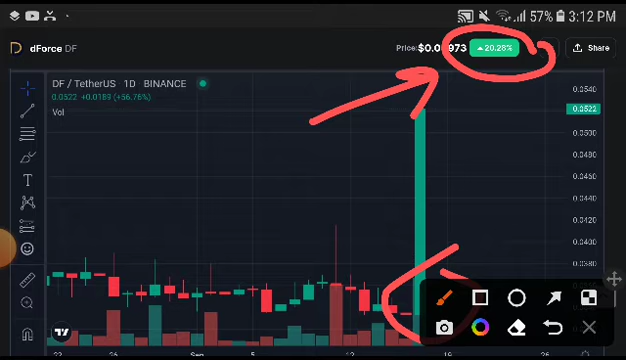 57% 3:12 PM
dForce DF
Price: 20.28% Share
DF / TetherUS 1D BINANCE
0.0522 +0.0189 (+56.76%)
Vol
0.0540
0.0522
0.0500
0.0480
0.0460
0.0440
0.0420
0.0400
0.0380
T
Sep
5
12
19
26